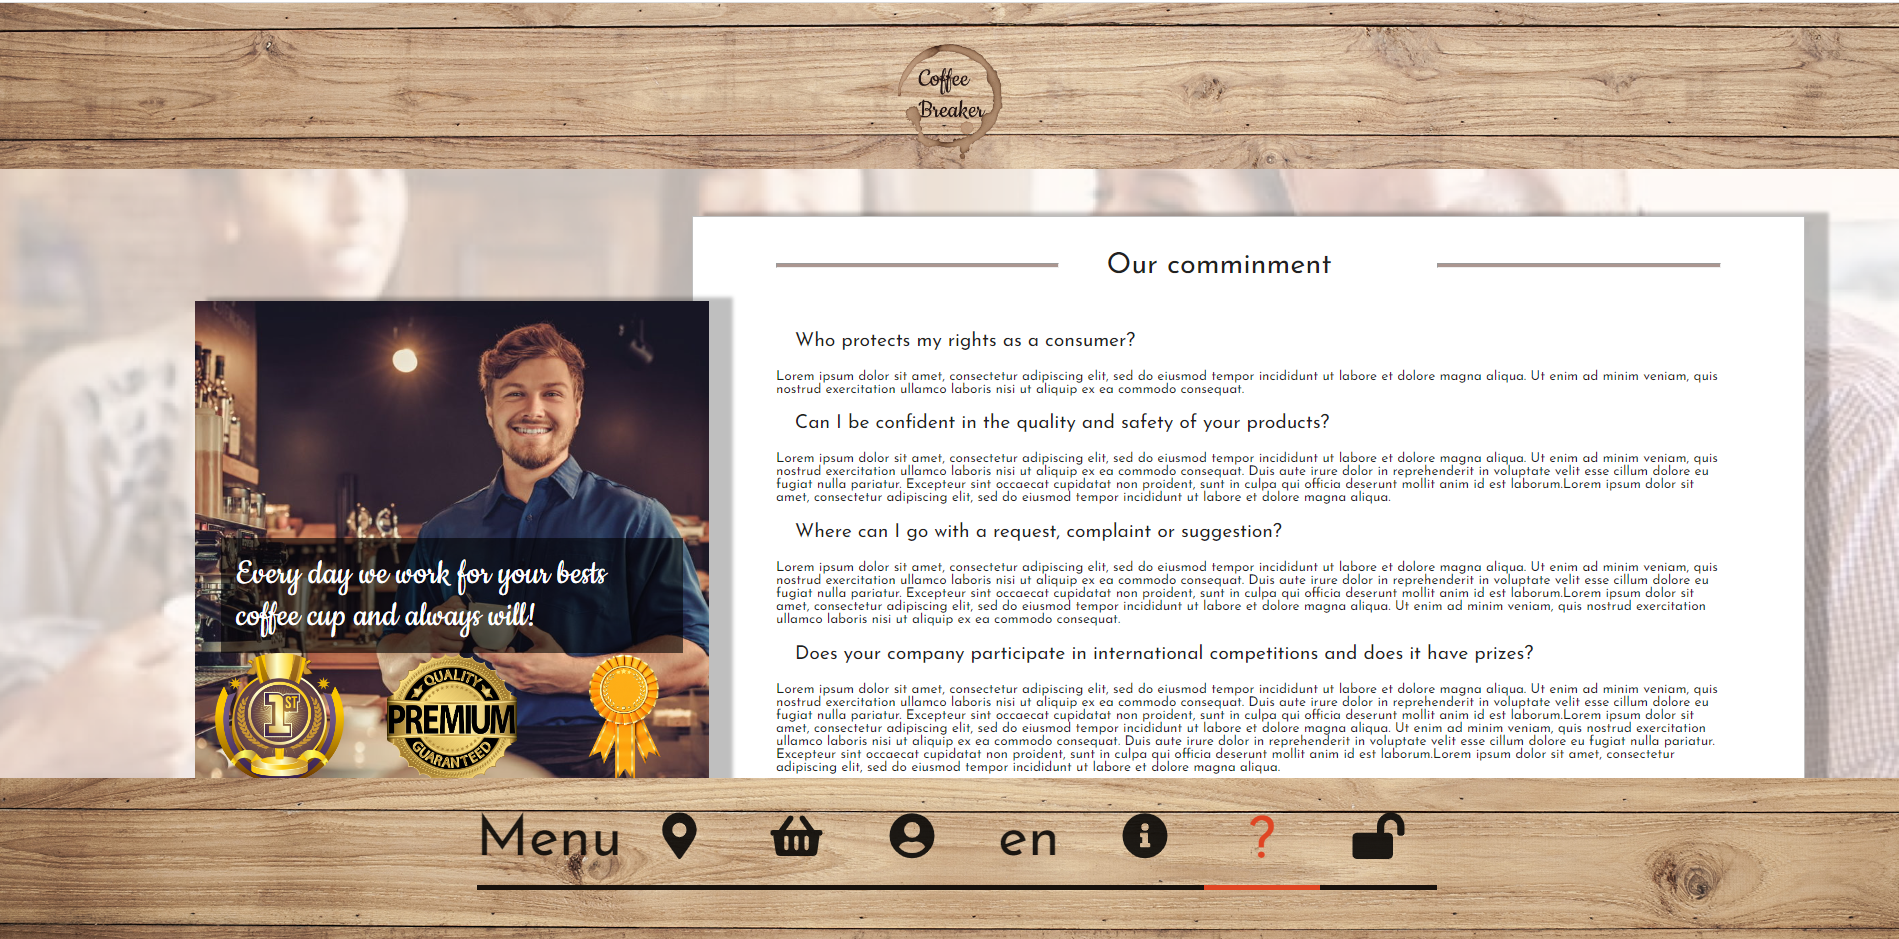 Coffee
Breaker
Our comminment
Who protects my rights as a consumer?
Lorem ipsum dolor sit amet, consectetur adipiscing elit, sed do eiusmod tempor incididunt ut labore et dolore magna aliqua. Ut enim ad minim veniam, quis
nostrud exercitation ullamco laboris nisi ut aliquip ex ea commodo consequat.
Can I be confident in the quality and safety of your products?
Lorem ipsum dolor sit amet, consectetur adipiscing elit, sed do eiusmod tempor incididunt ut labore et dolore magna aliqua. Ut enim ad minim veniam, quis
nostrud exercitation ullamco laboris nisi ut aliquip ex ea commodo consequat. Duis aute irure dolor in reprehenderit in voluptate velit esse cillum dolore eu
fugiat nulla pariatur. Excepteur sint occaecat cupidatat non proident, sunt in culpa qui officia deserunt mollit anim id est laborum.Lorem ipsum dolor sit
amet, consectetur adipiscing elit, sed do eiusmod tempor incididunt ut labore et dolore magna aliqua.
Where can I go with a request, complaint or suggestion?
Lorem ipsum dolor sit amet, consectetur adipiscing elit, sed do eiusmod tempor incididunt ut labore et dolore magna aliqua. Ut enim ad minim veniam, quis
nostrud exercitation ullamco laboris nisi ut aliquip ex ea commodo consequat. Duis aute irure dolor in reprehenderit in voluptate velit esse cillum dolore eu
fugiat nulla pariatur. Excepteur sint occaecat cupidatat non proident, sunt in culpa qui officia deserunt mollit anim id est laborum.Lorem ipsum dolor sit
amet, consectetur adipiscing elit, sed do eiusmod tempor incididunt ut labore et dolore magna aliqua. Ut enim ad minim veniam, quis nostrud exercitation
ullamco laboris nisi ut aliquip ex ea commodo consequat.
Does your company participate in international competitions and does it have prizes?
Lorem ipsum dolor sit amet, consectetur adipiscing elit, sed do eiusmod tempor incididunt ut labore et dolore magna aliqua. Ut enim ad minim veniam, quis
nostrud exercitation ullamco laboris nisi ut aliquip ex ea commodo consequat. Duis aute irure dolor in reprehenderit in voluptate velit esse cillum dolore eu
fugiat nulla pariatur. Excepteur sint occaecat cupidatat non proident, sunt in culpa qui officia deserunt mollit anim id est laborum.Lorem ipsum dolor sit
amet, consectetur adipiscing elit, sed do eiusmod tempor incididunt ut labore et dolore magna aliqua. Ut enim ad minim veniam, quis nostrud exercitation
ullamco laboris nisi ut aliquip ex ea commodo consequat. Duis aute irure dolor in reprehenderit in voluptate velit esse cillum dolore eu fugiat nulla pariatur.
Excepteur sint occaecat cupidatat non proident, sunt in culpa qui officia deserunt mollit anim id est laborum.Lorem ipsum dolor sit amet, consectetur
adipiscing elit, sed do eiusmod tempor incididunt ut labore et dolore magna aliqua.
Every day we work for your bests
coffee cup and always will!
1ST
QUALITY
PREMIUM
GUARANTEED
Menu en ?